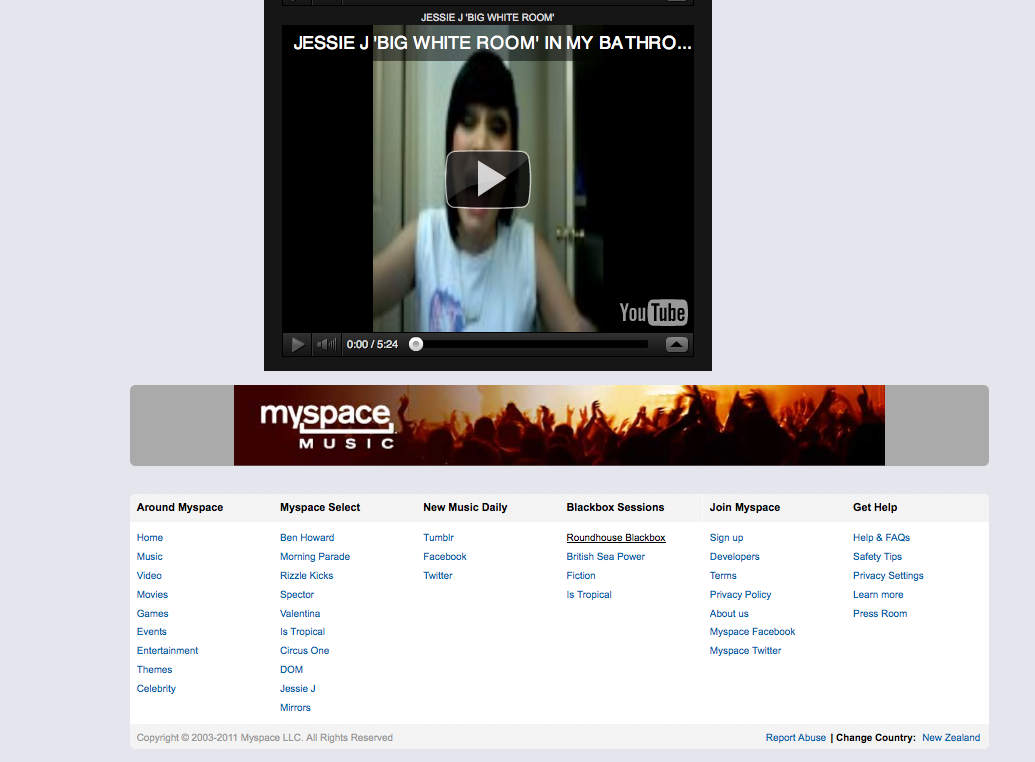 JESSIE J 'BIG WHITE ROOM'
JESSIE J 'BIG WHITE ROOM' IN MY BATHRO...
YouTube
0:00 / 5:24
myspace
MUSIC
Around Myspace
Home
Music
Video
Movies
Games
Events
Entertainment
Themes
Celebrity
Myspace Select
Ben Howard
Morning Parade
Rizzle Kicks
Spector
Valentina
Is Tropical
Circus One
DOM
Jessie J
Mirrors
New Music Daily
Tumblr
Facebook
Twitter
Blackbox Sessions
Roundhouse Blackbox
British Sea Power
Fiction
Is Tropical
Join Myspace
Sign up
Developers
Terms
Privacy Policy
About us
Myspace Facebook
Myspace Twitter
Get Help
Help & FAQs
Safety Tips
Privacy Settings
Learn more
Press Room
Copyright © 2003-2011 Myspace LLC. All Rights Reserved
Report Abuse | Change Country: New Zealand